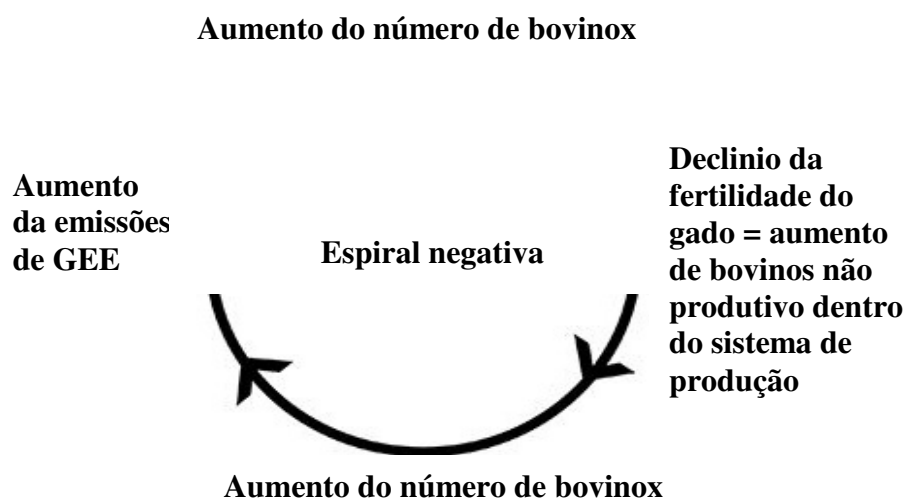 Aumento do número de bovinox
Aumento
da emissões
de GEE
Espiral negativa
Declinio da
fertilidade do
gado = aumento
de bovinos não
produtivo dentro
do sistema de
produção
Aumento do número de bovinox